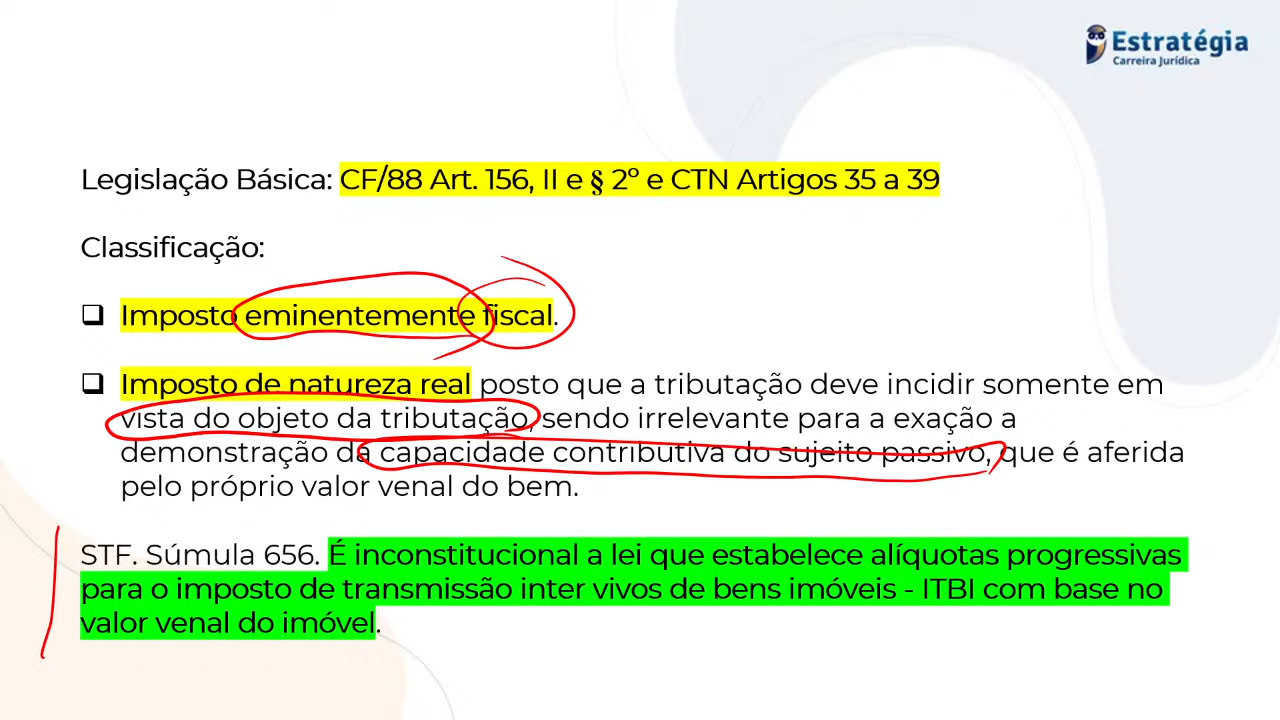 Estratégia
Carreira Jurídica
Legislação Básica: CF/88 Art. 156, II e § 2º e CTN Artigos 35 a 39
Classificação:
❑ Imposto eminentemente fiscal.
❑ Imposto de natureza real posto que a tributação deve incidir somente em
vista do objeto da tributação, sendo irrelevante para a exação a
demonstração da capacidade contributiva do sujeito passivo, que é aferida
pelo próprio valor venal do bem.
STF. Súmula 656. É inconstitucional a lei que estabelece alíquotas progressivas
para o imposto de transmissão inter vivos de bens imóveis - ITBI com base no
valor venal do imóvel.